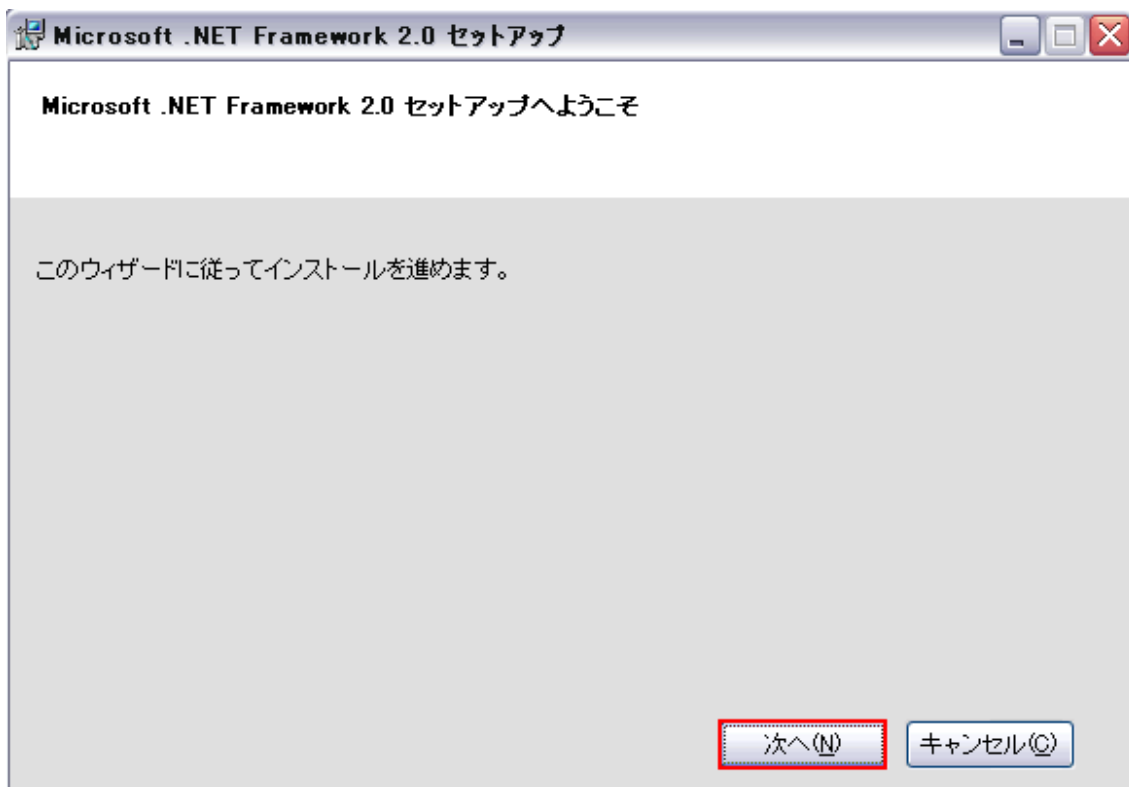 Microsoft .NET Framework 2.0 セットアップ
Microsoft .NET Framework 2.0 セットアップへようこそ
このウィザードに従ってインストールを進めます。
次へ(N)
キャンセル(C)